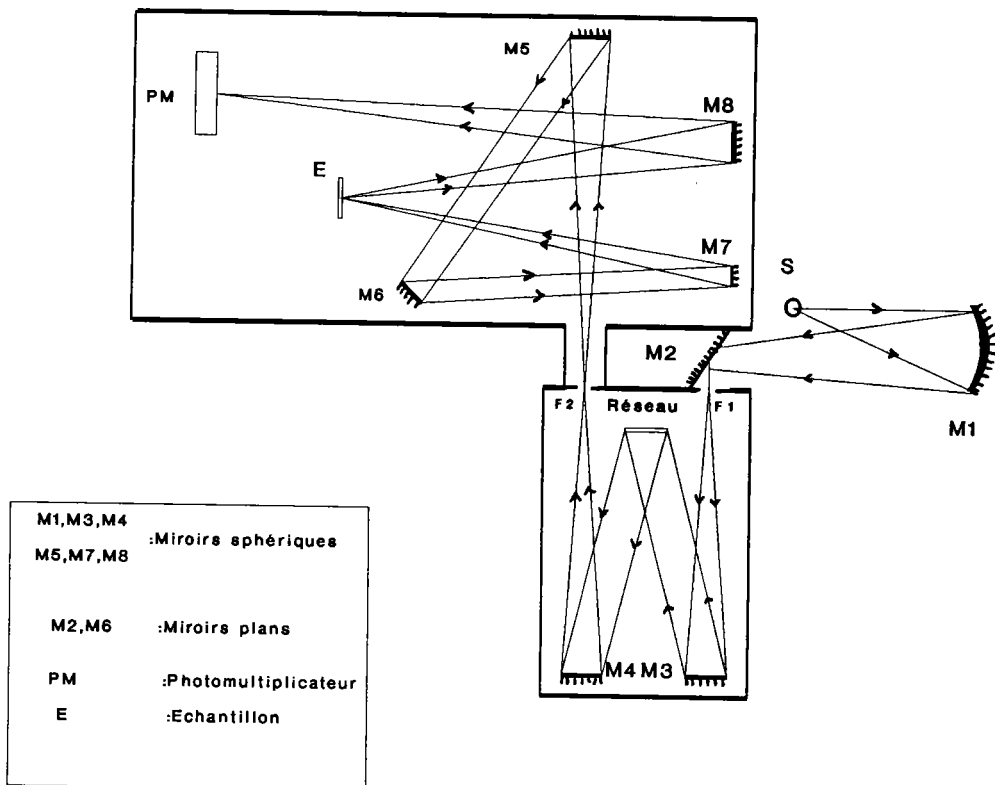 M5
PM
M8
E
M7
S
M6
M2
F2 Réseau F1
M1
M4 M3
M1,M3,M4
:Miroirs sphériques
M5,M7,M8
M2,M6 :Miroirs plans
PM :Photomultiplicateur
E :Echantillon